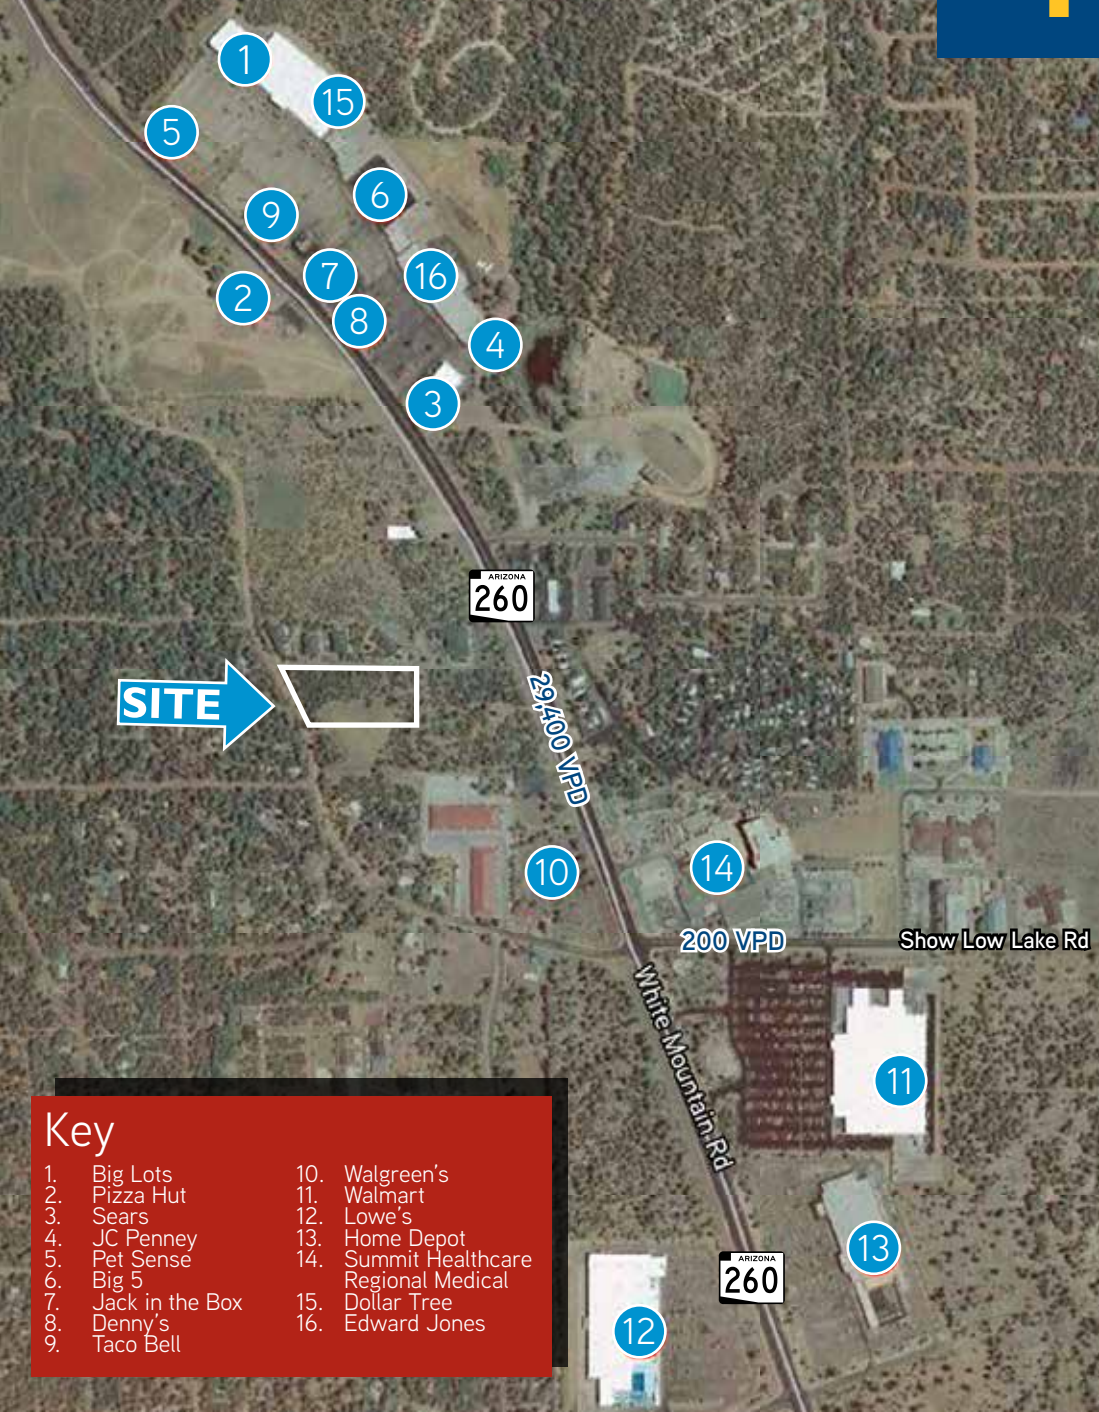 1
15
5
6
9
7
16
2
8
4
3
ARIZONA
260
SITE
29,400 VPD
10
14
200 VPD
Show Low Lake Rd
White Mountain Rd
11
13
ARIZONA
260
12
Key
1. Big Lots
2. Pizza Hut
3. Sears
4. JC Penney
5. Pet Sense
6. Big 5
7. Jack in the Box
8. Denny's
9. Taco Bell
10. Walgreen's
11. Walmart
12. Lowe's
13. Home Depot
14. Summit Healthcare
Regional Medical
15. Dollar Tree
16. Edward Jones